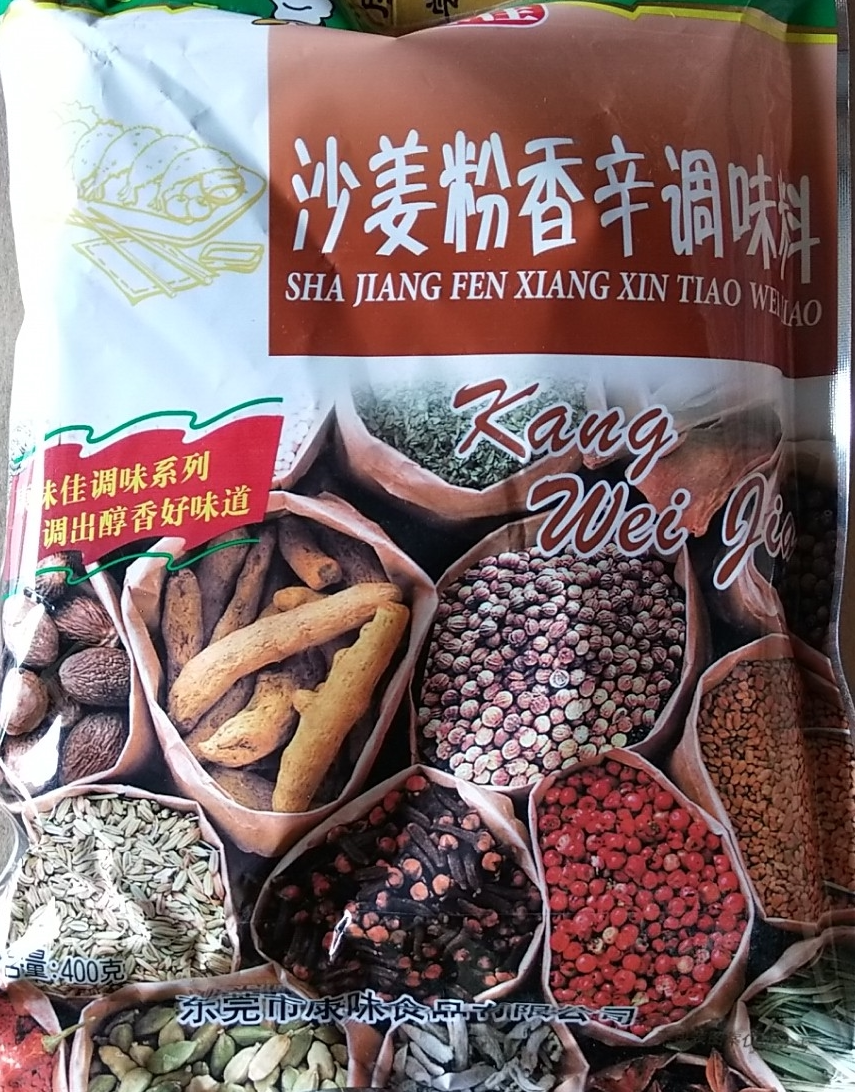 佳
沙姜粉香辛调味料
SHA JIANG FEN XIANG XIN TIAO WEI LIAO
Kang
Wei Jia
味佳调味系列
调出醇香好味道
量:400克
东莞市康味食品有限公司